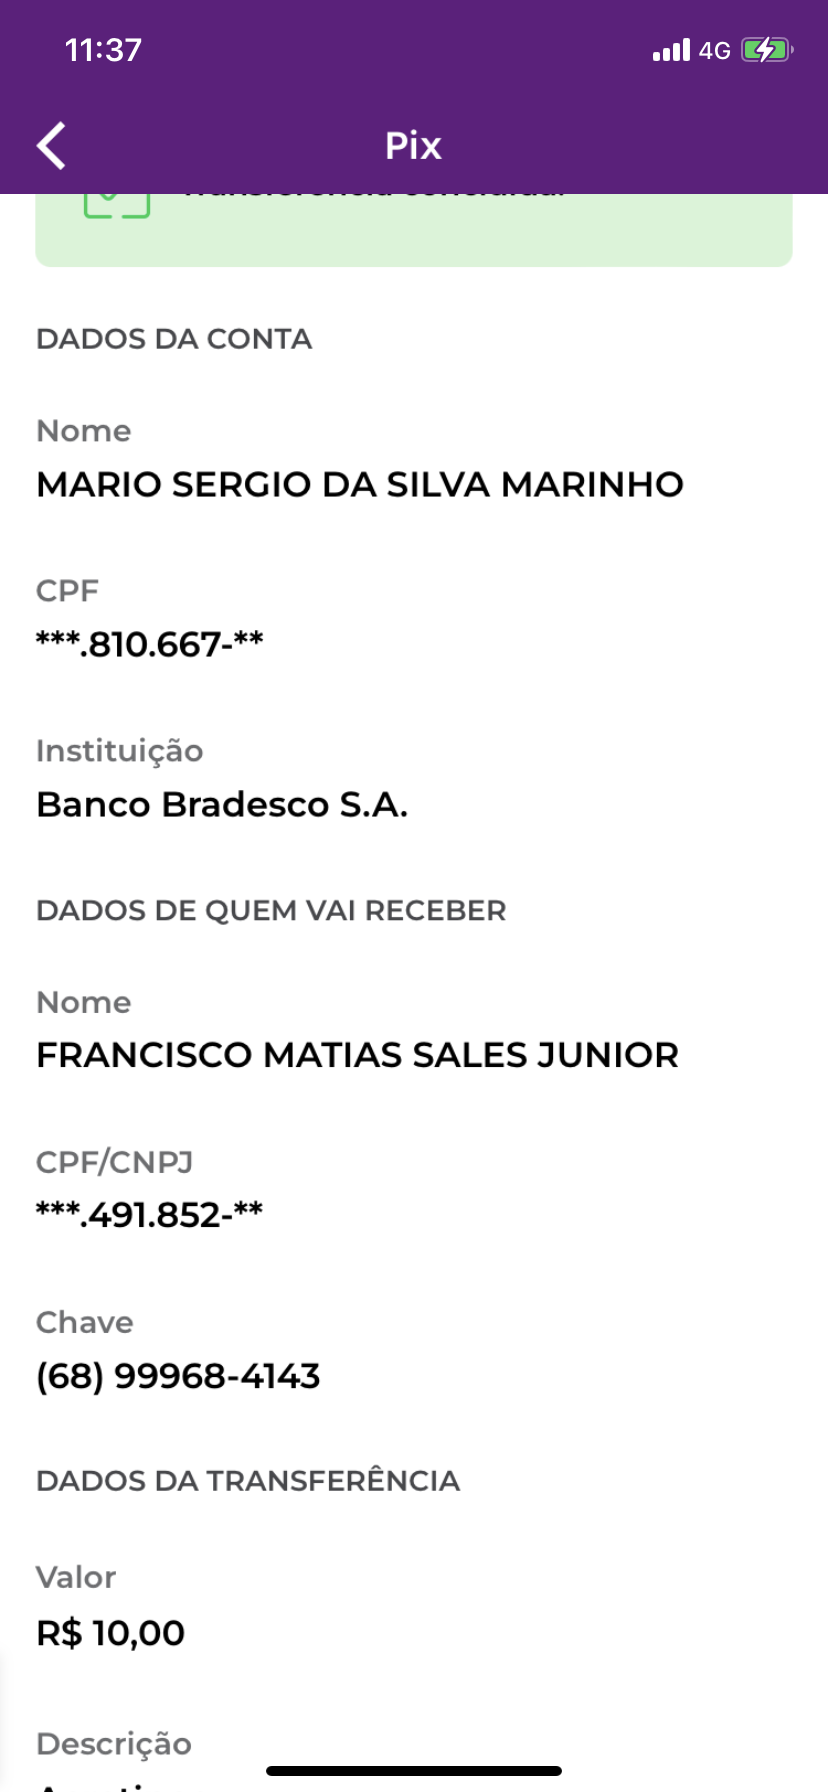 11:37
4G
Pix
DADOS DA CONTA
Nome
MARIO SERGIO DA SILVA MARINHO
CPF
***.810.667-**
Instituição
Banco Bradesco S.A.
DADOS DE QUEM VAI RECEBER
Nome
FRANCISCO MATIAS SALES JUNIOR
CPF/CNPJ
***.491.852-**
Chave
(68) 99968-4143
DADOS DA TRANSFERÊNCIA
Valor
R$ 10,00
Descrição